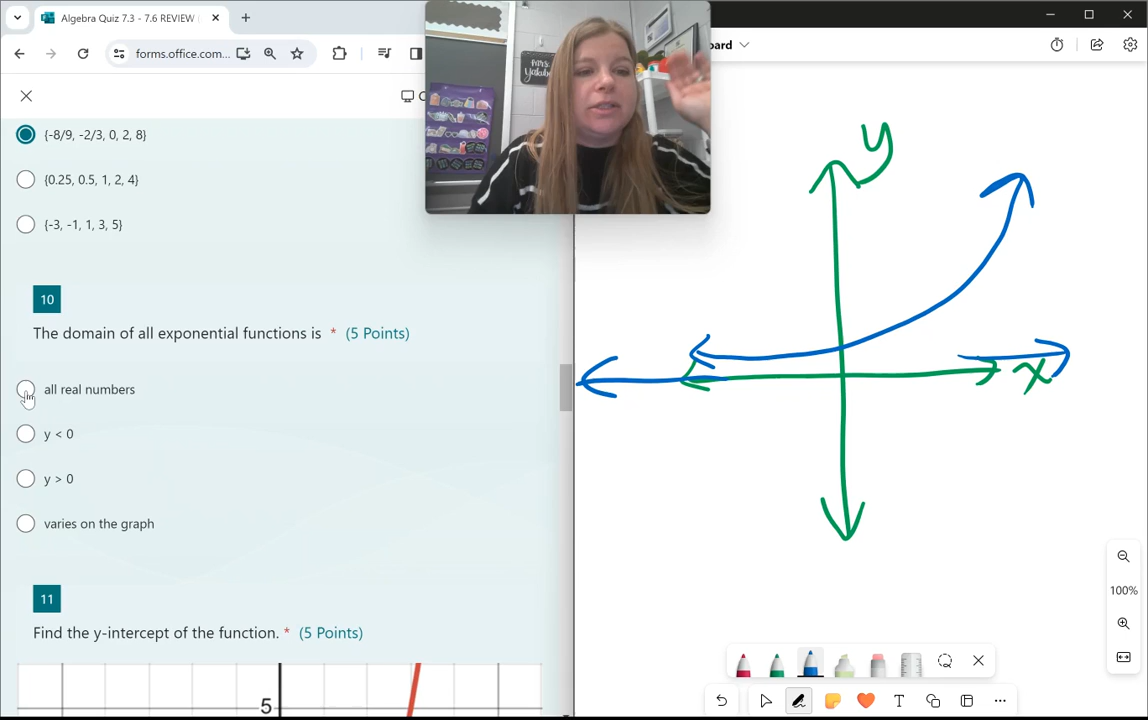 Algebra Quiz 7.3 - 7.6 REVIEW
forms.office.com...
Mrs.
oard
{-8/9, -2/3, 0, 2, 8}
{0.25, 0.5, 1, 2, 4}
{-3, -1, 1, 3, 5}
10
The domain of all exponential functions is * (5 Points)
all real numbers
y < 0
y > 0
varies on the graph
11
Find the y-intercept of the function. * (5 Points)
5
y
x
100%
T